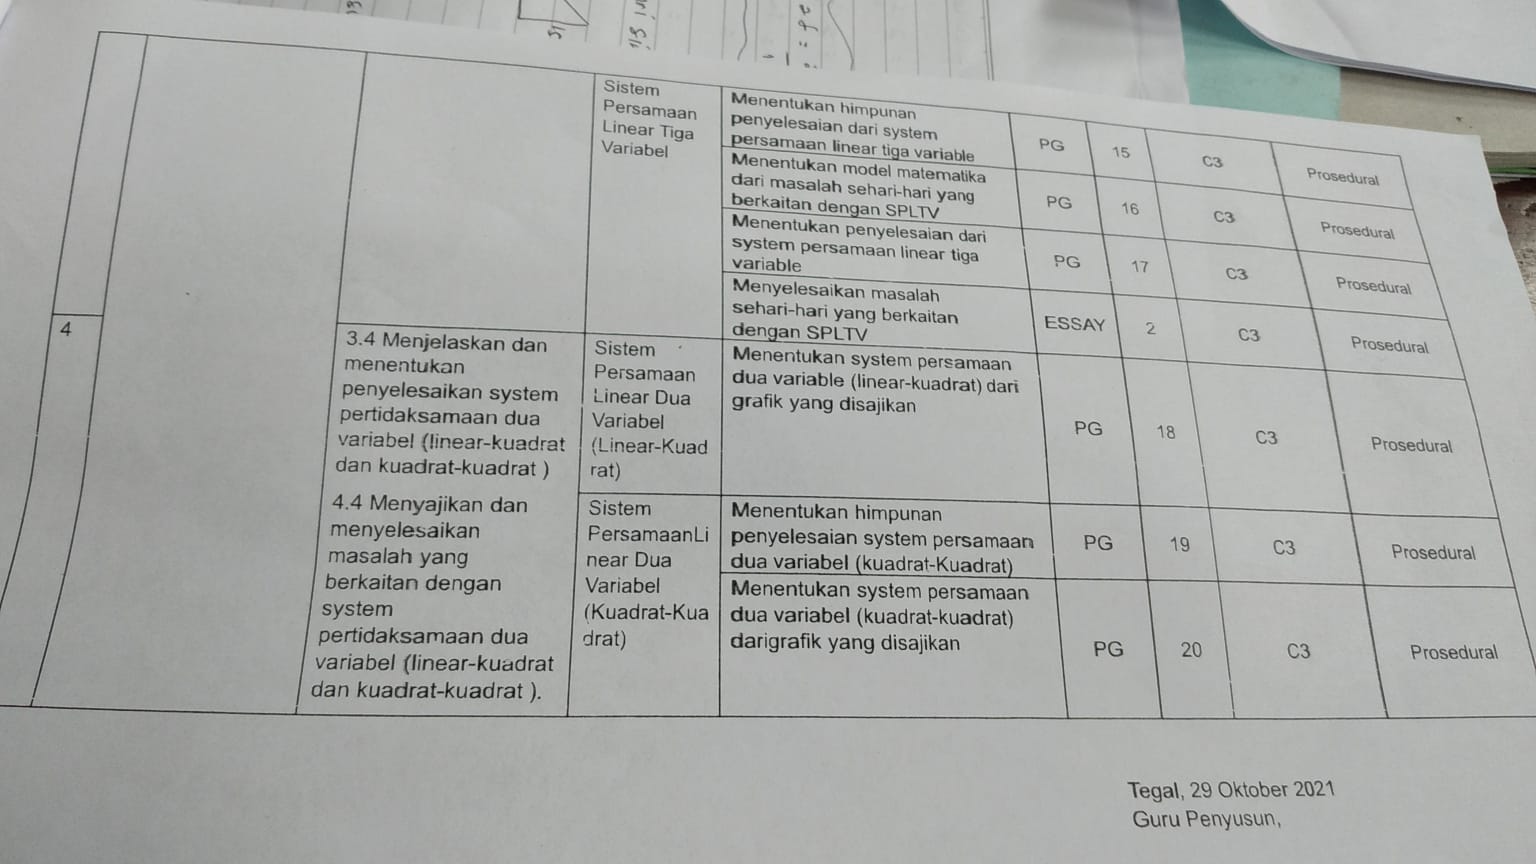 Sistem
Persamaan
Linear Tiga
Variabel
Menentukan himpunan
penyelesaian dari system
persamaan linear tiga variable
PG
15
C3
Prosedural
Menentukan model matematika
dari masalah sehari-hari yang
berkaitan dengan SPLTV
PG
16
C3
Prosedural
Menentukan penyelesaian dari
system persamaan linear tiga
variable
PG
17
C3
Prosedural
Menyelesaikan masalah
sehari-hari yang berkaitan
dengan SPLTV
ESSAY
2
C3
Prosedural
4
3.4 Menjelaskan dan
menentukan
penyelesaikan system
pertidaksamaan dua
variabel (linear-kuadrat
dan kuadrat-kuadrat )
4.4 Menyajikan dan
menyelesaikan
masalah yang
berkaitan dengan
system
pertidaksamaan dua
variabel (linear-kuadrat
dan kuadrat-kuadrat ).
Sistem
Persamaan
Linear Dua
Variabel
(Linear-Kuad
rat)
Menentukan system persamaan
dua variable (linear-kuadrat) dari
grafik yang disajikan
PG
18
C3
Prosedural
Sistem
PersamaanLi
near Dua
Variabel
(Kuadrat-Kua
drat)
Menentukan himpunan
penyelesaian system persamaan
dua variabel (kuadrat-Kuadrat)
PG
19
C3
Prosedural
Menentukan system persamaan
dua variabel (kuadrat-kuadrat)
darigrafik yang disajikan
PG
20
C3
Prosedural
Tegal, 29 Oktober 2021
Guru Penyusun,